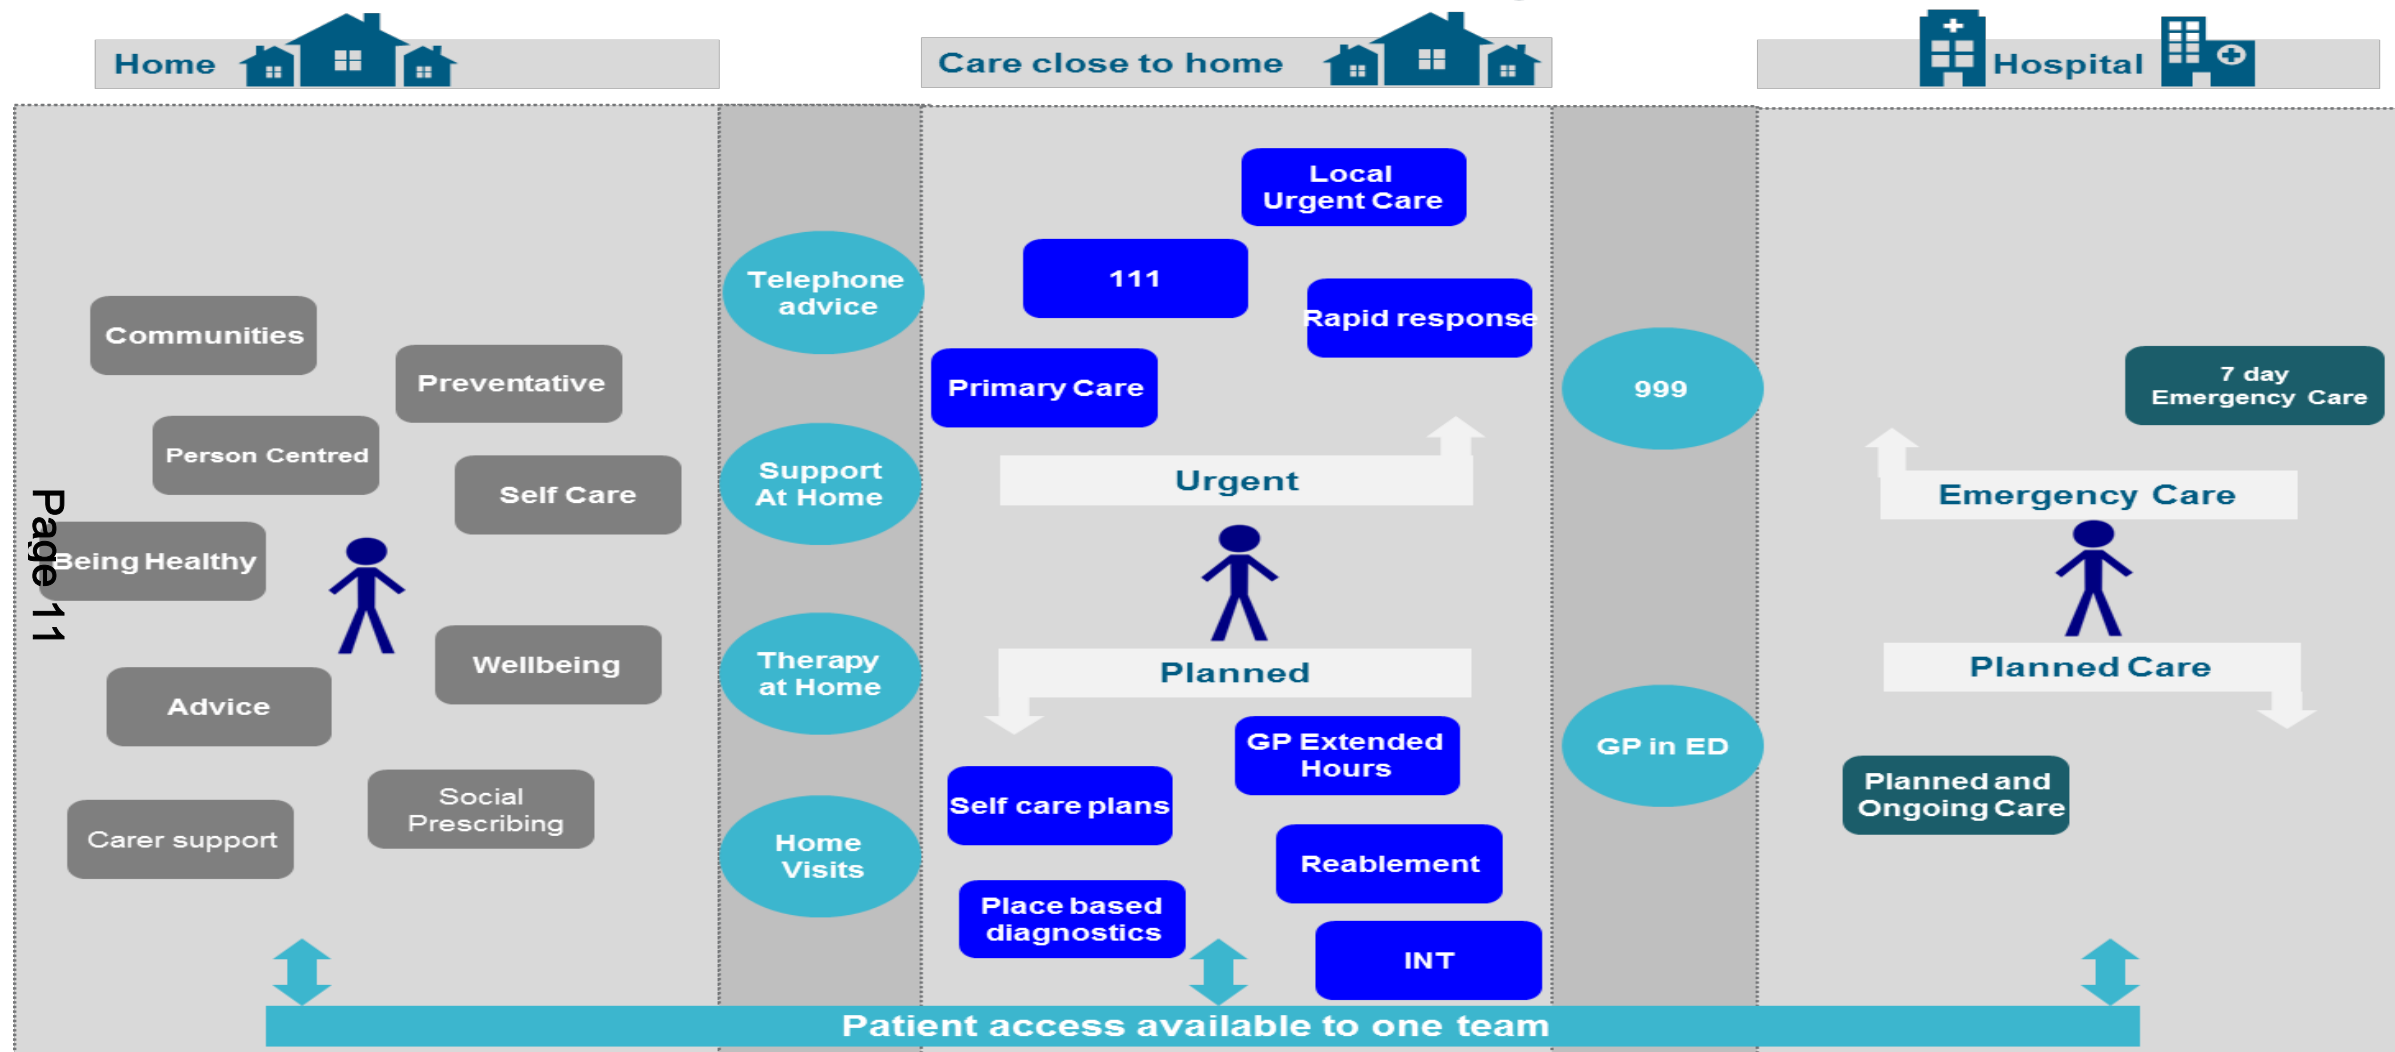 Home
Care close to home
Hospital
Communities
Preventative
Person Centred
Self Care
Being Healthy
Page 11
Wellbeing
Advice
Social
Prescribing
Carer support
Telephone
advice
Support
At Home
Therapy
at Home
Home
Visits
Local
Urgent Care
111
Rapid response
Primary Care
Urgent
Planned
GP Extended
Hours
Self care plans
Reablement
Place based
diagnostics
INT
999
GP in ED
7 day
Emergency Care
Emergency Care
Planned Care
Planned and
Ongoing Care
Patient access available to one team